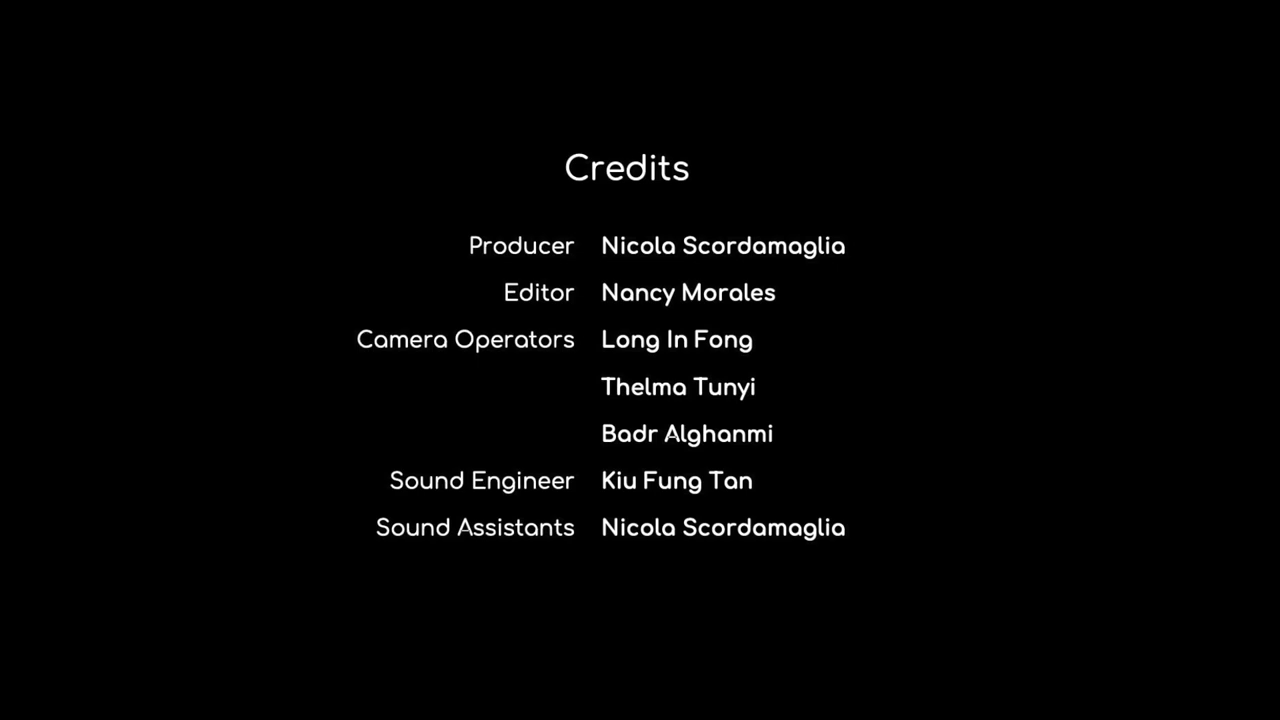 Credits
Producer Nicola Scordamaglia
Editor Nancy Morales
Camera Operators Long In Fong
Thelma Tunyi
Badr Alghanmi
Sound Engineer Kiu Fung Tan
Sound Assistants Nicola Scordamaglia